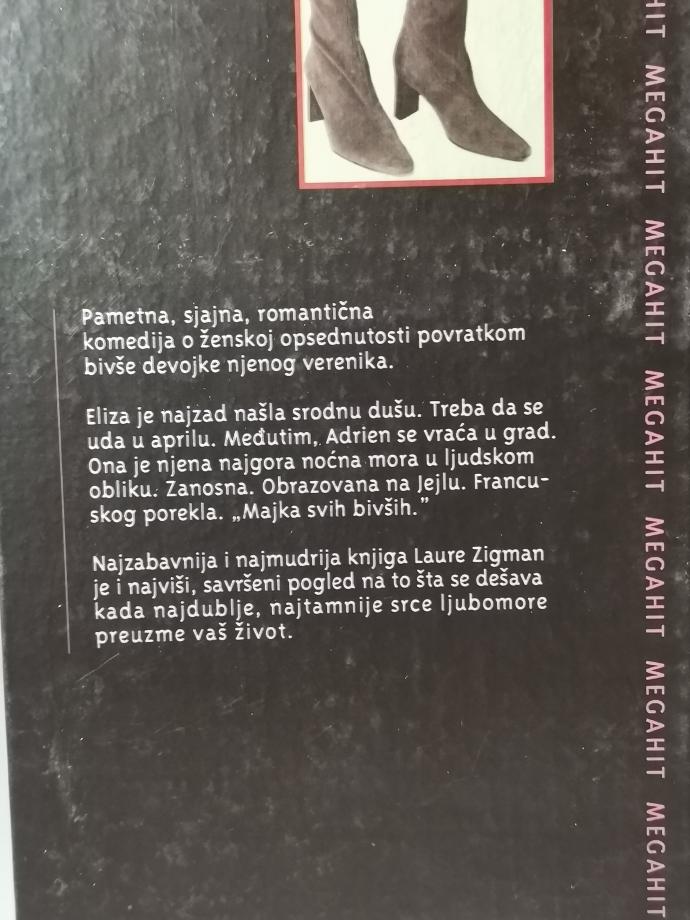 Pametna, sjajna, romantična
komedija o ženskoj opsednutosti povratkom
bivše devojke njenog verenika.
Eliza je najzad našla srodnu dušu. Treba da se
uda u aprilu. Međutim, Adrien se vraća u grad.
Ona je njena najgora noćna mora u ljudskom
obliku. Zanosna. Obrazovana na Jejlu. Francu-
skog porekla. „Majka svih bivših.”
Najzabavnija i najmudrija knjiga Laure Zigman
je i najviši, savršeni pogled na to šta se dešava
kada najdublje, najtamnije srce ljubomore
preuzme vaš život.
HIT MEGAHIT MEGAHIT MEGAHIT MEGAHIT MEGAHIT MEGAHIT